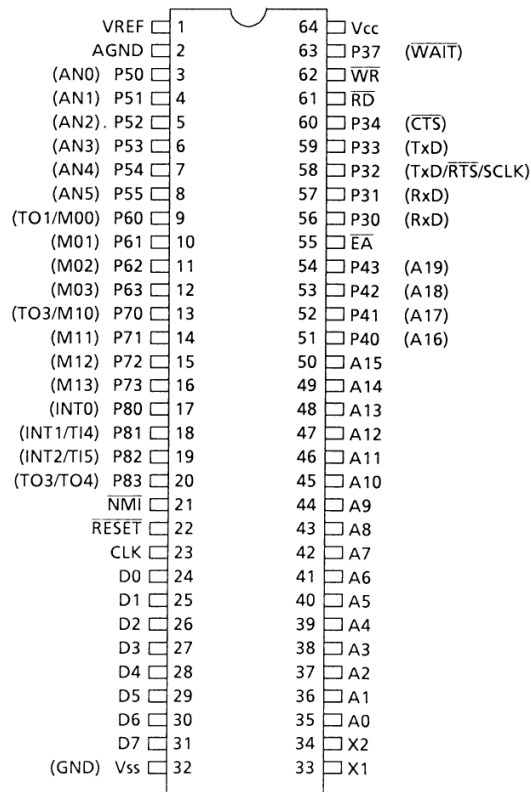 VREF 1 64 Vcc
AGND 2 63 P37 (WAIT)
(AN0) P50 3 62 WR
(AN1) P51 4 61 RD
(AN2). P52 5 60 P34 (CTS)
(AN3) P53 6 59 P33 (TxD)
(AN4) P54 7 58 P32 (TxD/RTS/SCLK)
(AN5) P55 8 57 P31 (RxD)
(TO1/M00) P60 9 56 P30 (RxD)
(M01) P61 10 55 EA
(M02) P62 11 54 P43 (A19)
(M03) P63 12 53 P42 (A18)
(TO3/M10) P70 13 52 P41 (A17)
(M11) P71 14 51 P40 (A16)
(M12) P72 15 50 A15
(M13) P73 16 49 A14
(INT0) P80 17 48 A13
(INT1/TI4) P81 18 47 A12
(INT2/TI5) P82 19 46 A11
(TO3/TO4) P83 20 45 A10
NMI 21 44 A9
RESET 22 43 A8
CLK 23 42 A7
D0 24 41 A6
D1 25 40 A5
D2 26 39 A4
D3 27 38 A3
D4 28 37 A2
D5 29 36 A1
D6 30 35 A0
D7 31 34 X2
(GND) Vss 32 33 X1